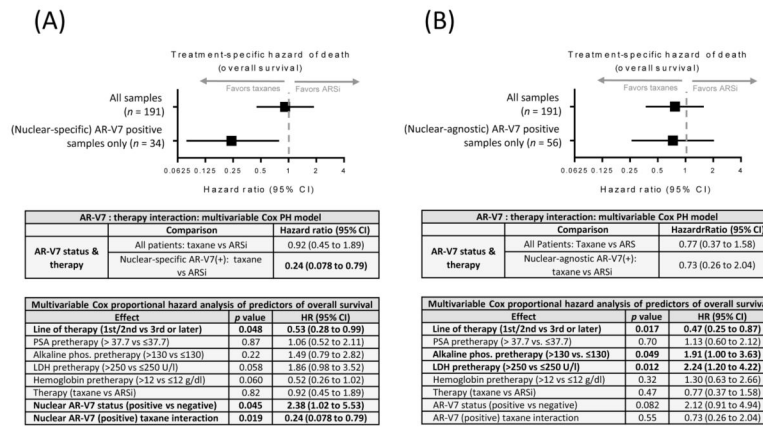 (A)
Treatment-specific hazard of death
(overall survival)
Favors taxanes
Favors ARSi
All samples
(n = 191)
(Nuclear-specific) AR-V7 positive
samples only (n = 34)
0.0625 0.125 0.25 0.5 1 2 4
Hazard ratio (95% CI)
AR-V7 : therapy interaction: multivariable Cox PH model
Comparison Hazard ratio (95% CI)
AR-V7 status & therapy
All patients: taxane vs ARSi 0.92 (0.45 to 1.89)
Nuclear-specific AR-V7(+): taxane vs ARSi 0.24 (0.078 to 0.79)
Multivariable Cox proportional hazard analysis of predictors of overall survival
Effect p value HR (95% CI)
Line of therapy (1st/2nd vs 3rd or later) 0.048 0.53 (0.28 to 0.99)
PSA pretherapy (> 37.7 vs ≤37.7) 0.87 1.06 (0.52 to 2.11)
Alkaline phos. pretherapy (>130 vs ≤130) 0.22 1.49 (0.79 to 2.82)
LDH pretherapy (>250 vs ≤250 U/l) 0.058 1.86 (0.98 to 3.52)
Hemoglobin pretherapy (>12 vs ≤12 g/dl) 0.060 0.52 (0.26 to 1.02)
Therapy (taxane vs ARSi) 0.82 0.92 (0.45 to 1.89)
Nuclear AR-V7 status (positive vs negative) 0.045 2.38 (1.02 to 5.53)
Nuclear AR-V7 (positive) taxane interaction 0.019 0.24 (0.078 to 0.79)
(B)
Treatment-specific hazard of death
(overall survival)
Favors taxanes
Favors ARSi
All samples
(n = 191)
(Nuclear-agnostic) AR-V7 positive
samples only (n = 56)
0.0625 0.125 0.25 0.5 1 2 4
Hazard ratio (95% CI)
AR-V7 : therapy interaction: multivariable Cox PH model
Comparison HazardrRatio (95% CI)
AR-V7 status & therapy
All Patients: Taxane vs ARS 0.77 (0.37 to 1.58)
Nuclear-agnostic AR-V7(+): taxane vs ARSi 0.73 (0.26 to 2.04)
Multivariable Cox proportional hazard analysis of predictors of overall survival
Effect p value HR (95% CI)
Line of therapy (1st/2nd vs 3rd or later) 0.017 0.47 (0.25 to 0.87)
PSA pretherapy (> 37.7 vs. ≤37.7) 0.70 1.13 (0.60 to 2.12)
Alkaline phos. pretherapy (>130 vs. ≤130) 0.049 1.91 (1.00 to 3.63)
LDH pretherapy (>250 vs ≤250 U/l) 0.012 2.24 (1.20 to 4.22)
Hemoglobin pretherapy (>12 vs ≤12 g/dl) 0.32 1.30 (0.63 to 2.66)
Therapy (taxane vs ARSi) 0.47 0.77 (0.37 to 1.58)
AR-V7 status (positive vs negative) 0.082 2.12 (0.91 to 4.94)
AR-V7 (positive) taxane interaction 0.55 0.73 (0.26 to 2.04)